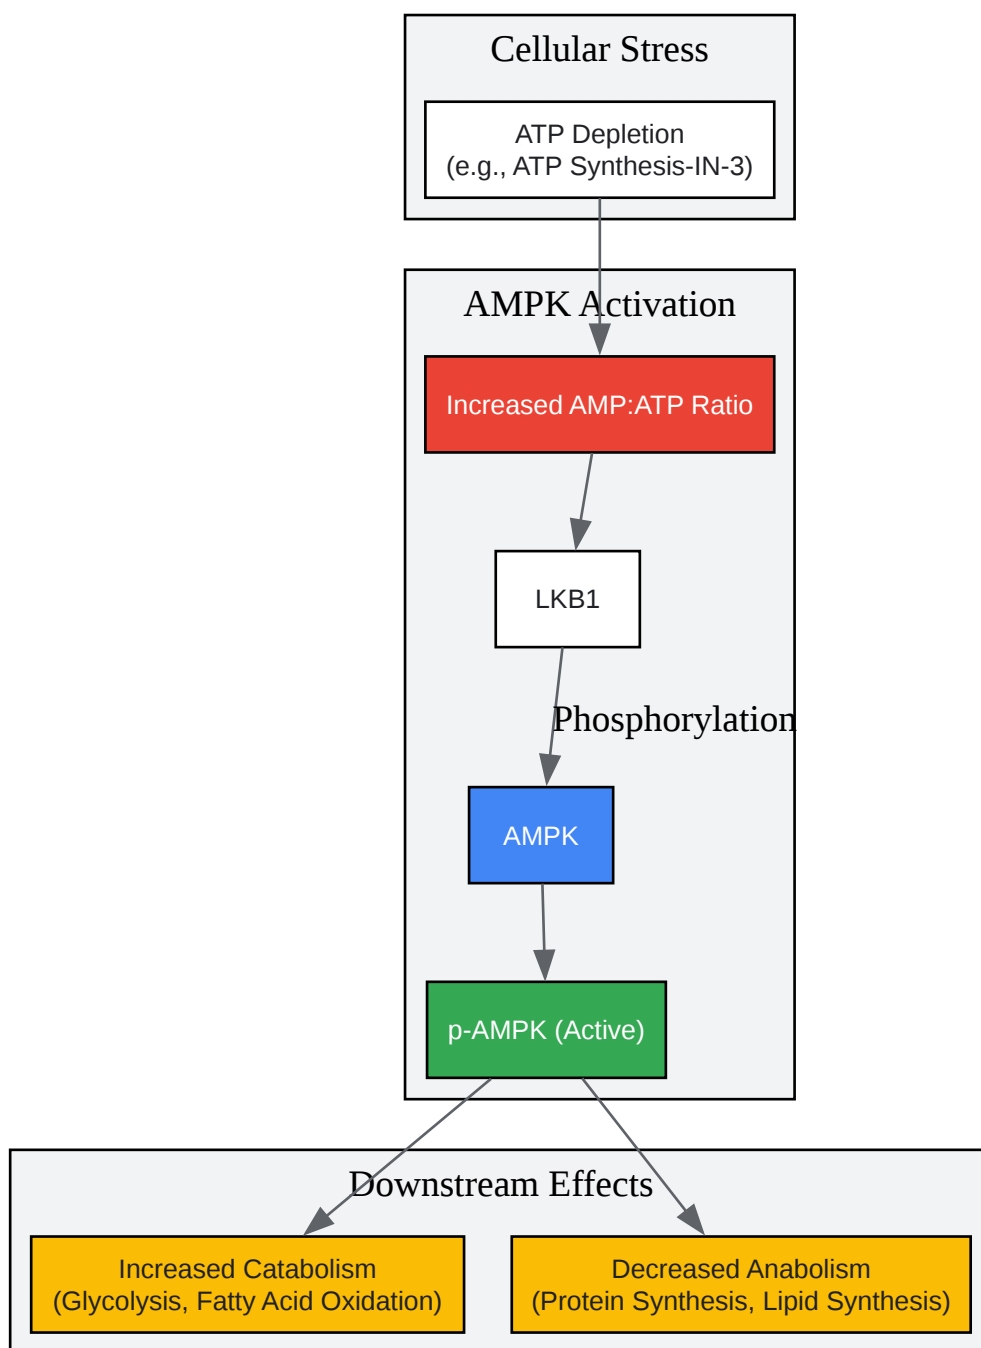 Cellular Stress
ATP Depletion
(e.g., ATP Synthesis-IN-3)
AMPK Activation
Increased AMP:ATP Ratio
LKB1
Phosphorylation
AMPK
p-AMPK (Active)
Downstream Effects
Increased Catabolism
(Glycolysis, Fatty Acid Oxidation)
Decreased Anabolism
(Protein Synthesis, Lipid Synthesis)